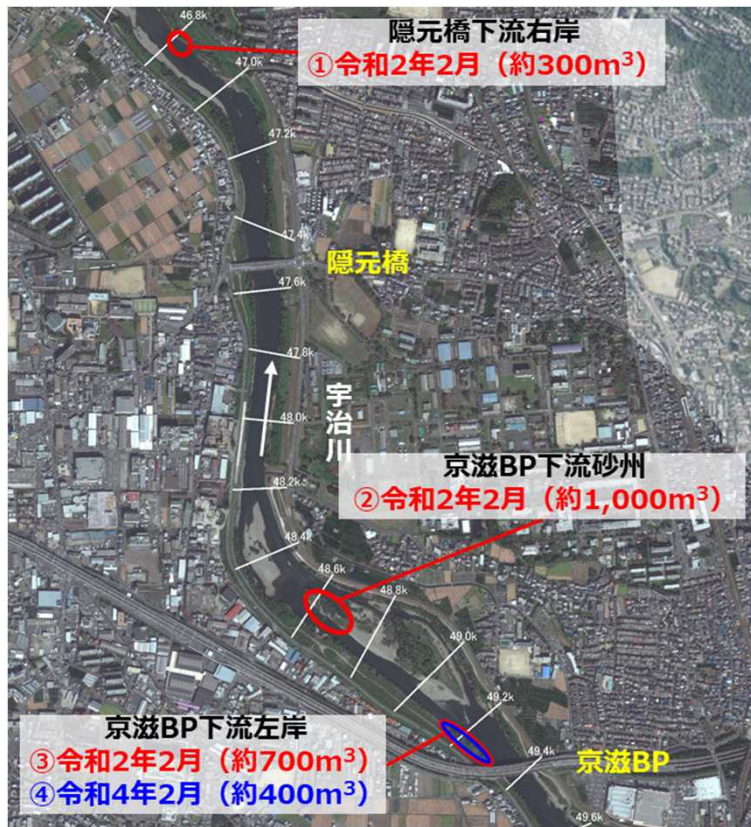 46.8k
隠元橋下流右岸
①令和2年2月（約300m³）
47.0k
47.2k
47.4k
隠元橋
47.6k
47.8k
宇治川
48.0k
京滋BP下流砂州
②令和2年2月（約1,000m³）
48.2k
48.4k
48.6k
48.8k
49.0k
49.2k
京滋BP下流左岸
③令和2年2月（約700m³）
④令和4年2月（約400m³）
49.4k
京滋BP
49.6k